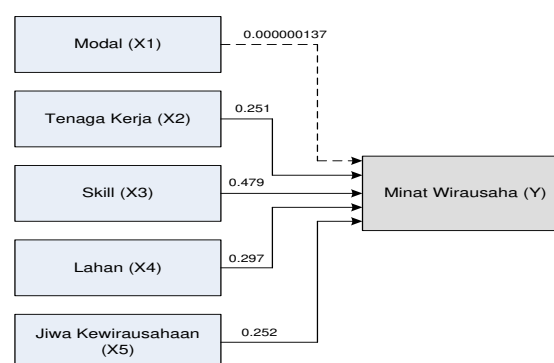 Modal (X1)
0.000000137
Tenaga Kerja (X2)
0.251
Skill (X3)
0.479
Minat Wirausaha (Y)
Lahan (X4)
0.297
Jiwa Kewirausahaan
(X5)
0.252